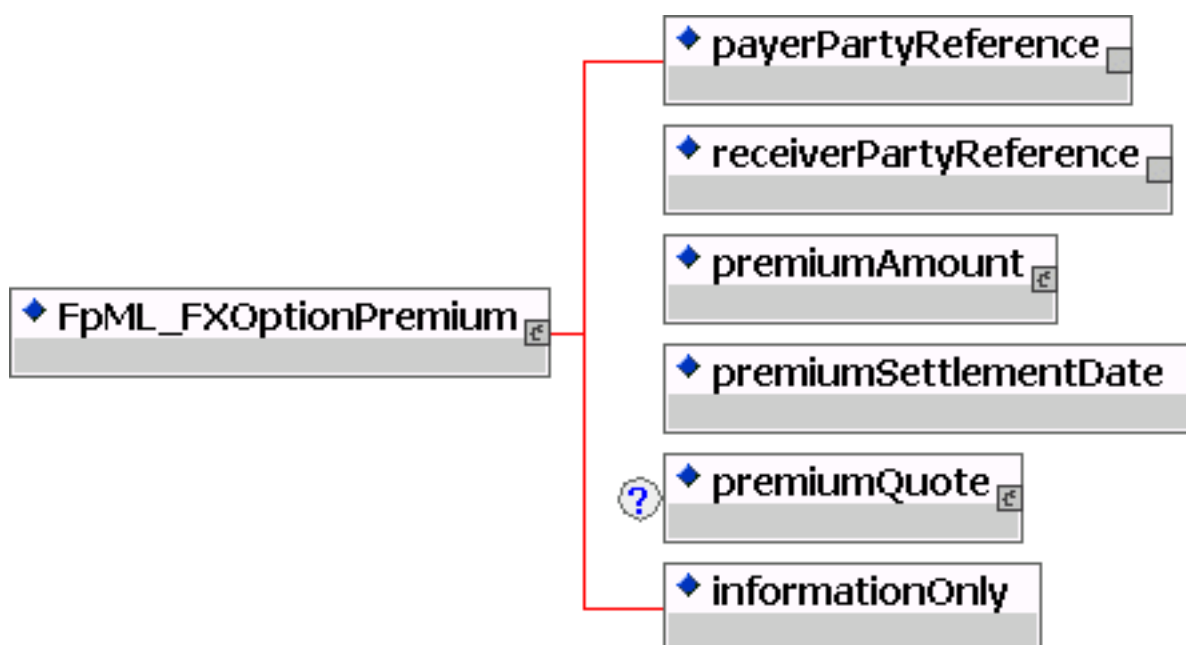 payerPartyReference
receiverPartyReference
premiumAmount
FpML_FXOptionPremium
premiumSettlementDate
?
premiumQuote
informationOnly